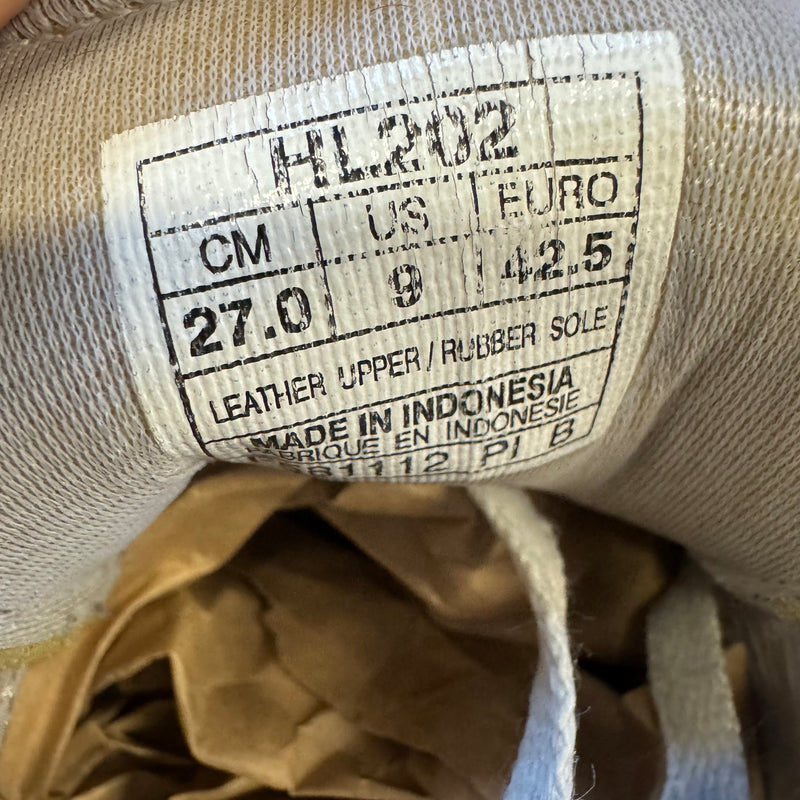 HL202
CM US EURO
27.0 9 42.5
LEATHER UPPER / RUBBER SOLE
MADE IN INDONESIA
FABRIQUE EN INDONESIE
PI B